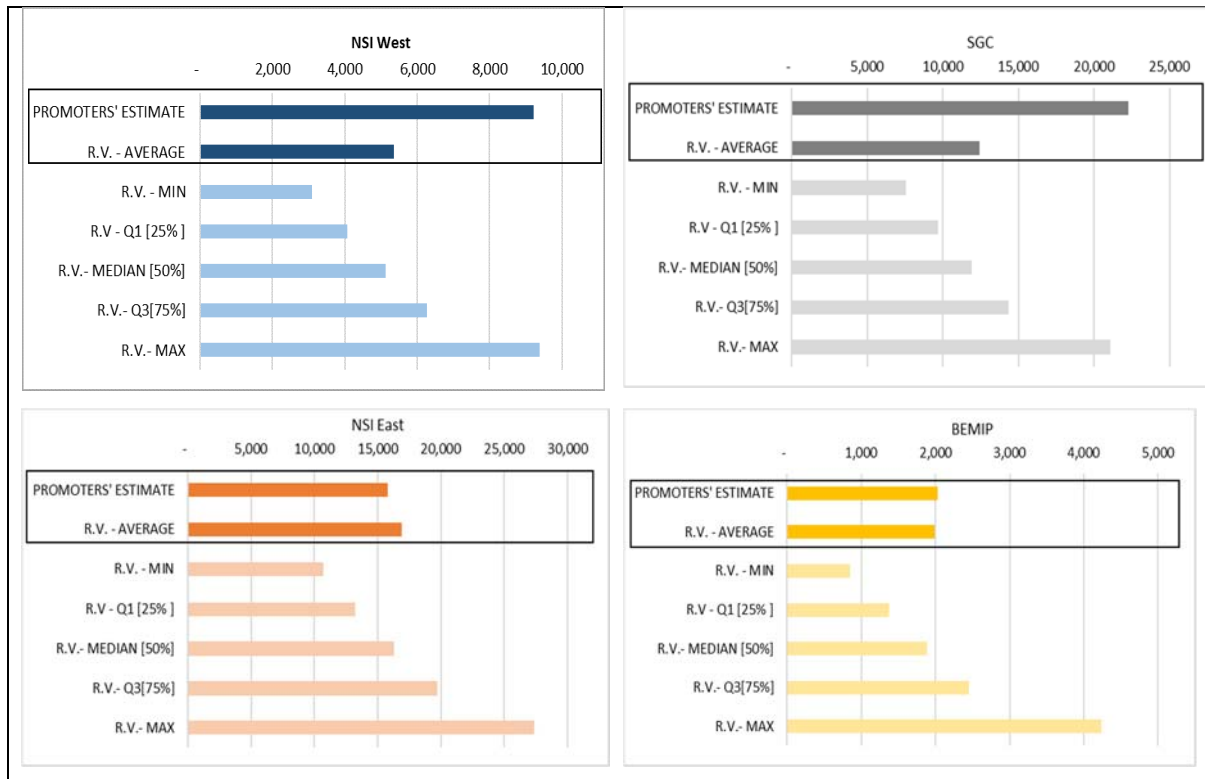 NSI West
- 2,000 4,000 6,000 8,000 10,000
PROMOTERS' ESTIMATE
R.V. - AVERAGE
R.V. - MIN
R.V - Q1 [25% ]
R.V.- MEDIAN [50%]
R.V.- Q3[75%]
R.V.- MAX
SGC
- 5,000 10,000 15,000 20,000 25,000
PROMOTERS' ESTIMATE
R.V. - AVERAGE
R.V. - MIN
R.V - Q1 [25% ]
R.V.- MEDIAN [50%]
R.V.- Q3[75%]
R.V.- MAX
NSI East
- 5,000 10,000 15,000 20,000 25,000 30,000
PROMOTERS' ESTIMATE
R.V. - AVERAGE
R.V. - MIN
R.V - Q1 [25% ]
R.V.- MEDIAN [50%]
R.V.- Q3[75%]
R.V.- MAX
BEMIP
- 1,000 2,000 3,000 4,000 5,000
PROMOTERS' ESTIMATE
R.V. - AVERAGE
R.V. - MIN
R.V - Q1 [25% ]
R.V.- MEDIAN [50%]
R.V.- Q3[75%]
R.V.- MAX